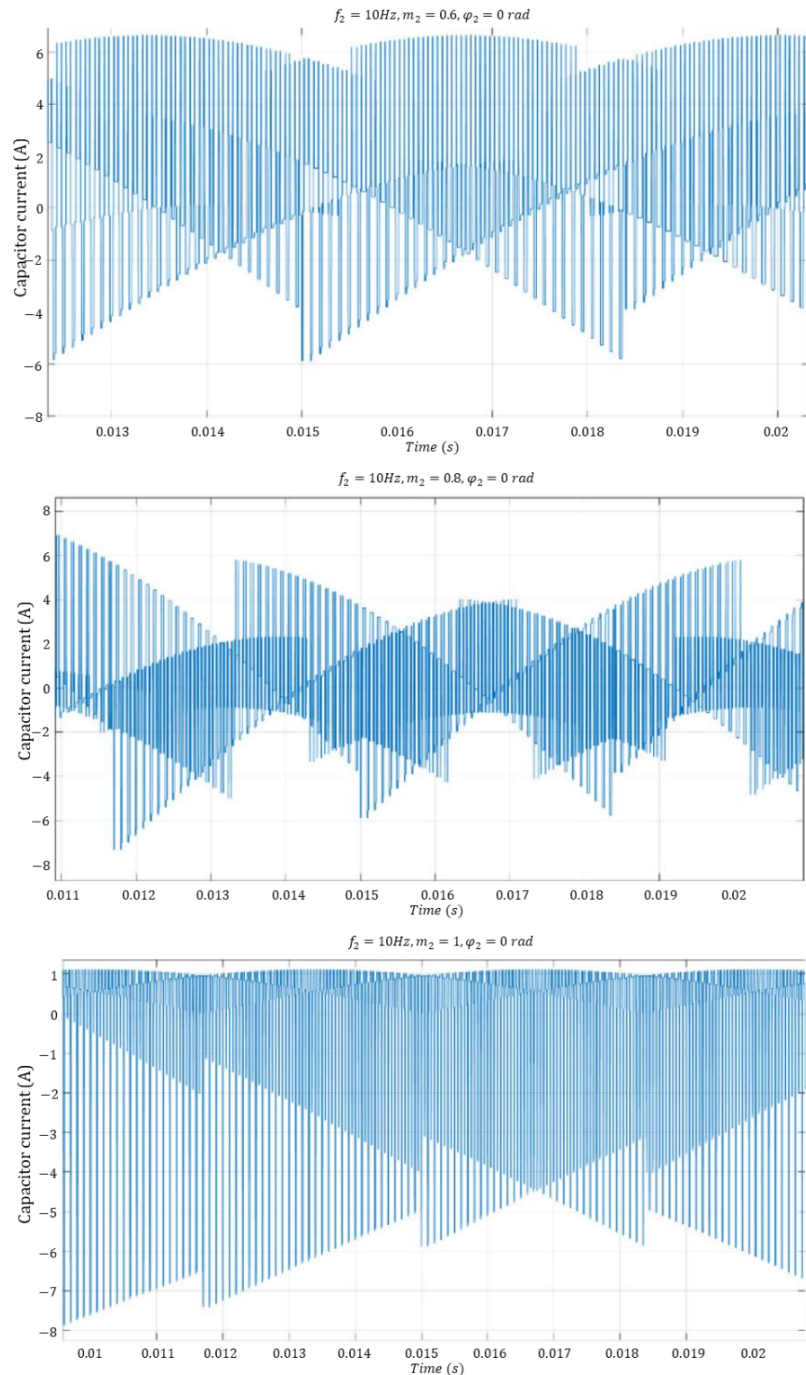 f₂ = 10Hz, m₂ = 0.6, φ₂ = 0 rad
Capacitor current (A)
6
4
2
0
−2
−4
−6
−8
0.013 0.014 0.015 0.016 0.017 0.018 0.019 0.02
Time (s)
f₂ = 10Hz, m₂ = 0.8, φ₂ = 0 rad
Capacitor current (A)
8
6
4
2
0
−2
−4
−6
−8
0.011 0.012 0.013 0.014 0.015 0.016 0.017 0.018 0.019 0.02
Time (s)
f₂ = 10Hz, m₂ = 1, φ₂ = 0 rad
Capacitor current (A)
1
0
−1
−2
−3
−4
−5
−6
−7
−8
0.01 0.011 0.012 0.013 0.014 0.015 0.016 0.017 0.018 0.019 0.02
Time (s)